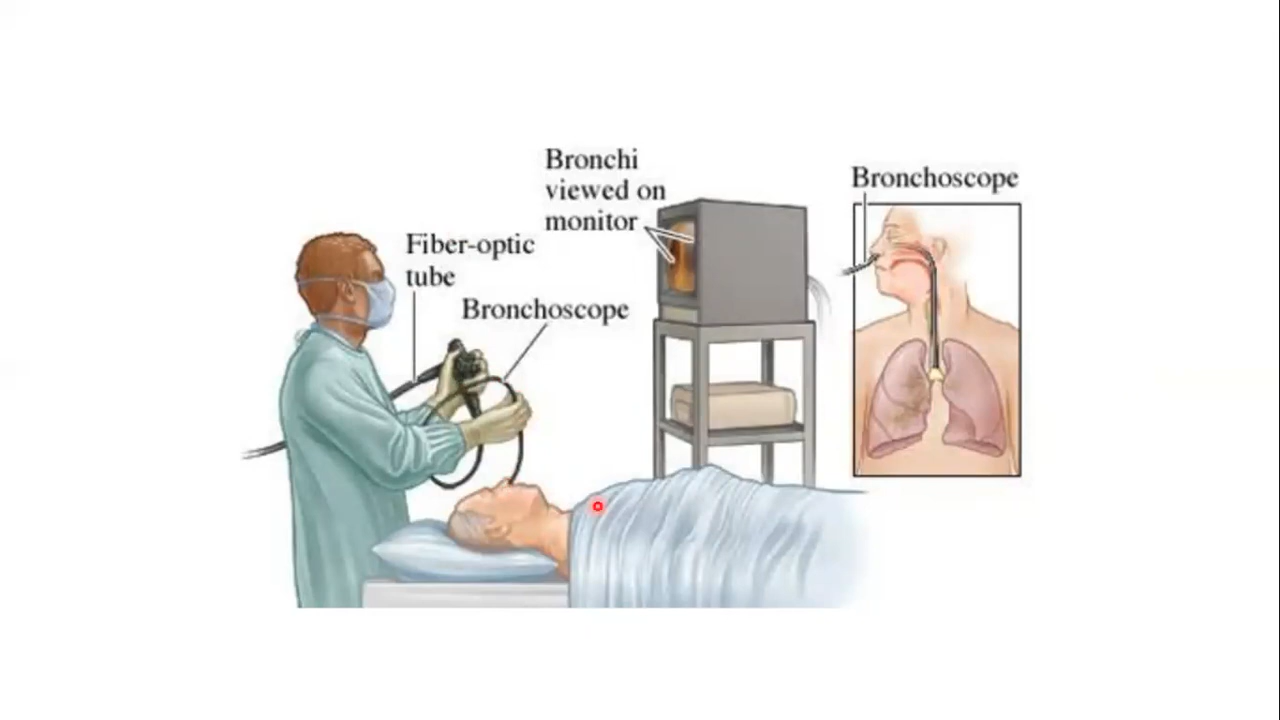 Bronchi
viewed on
monitor
Bronchoscope
Fiber-optic
tube
Bronchoscope